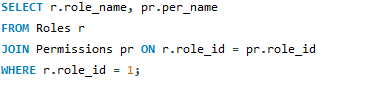 SELECT r.role_name, pr.per_name
FROM Roles r
JOIN Permissions pr ON r.role_id = pr.role_id
WHERE r.role_id = 1;